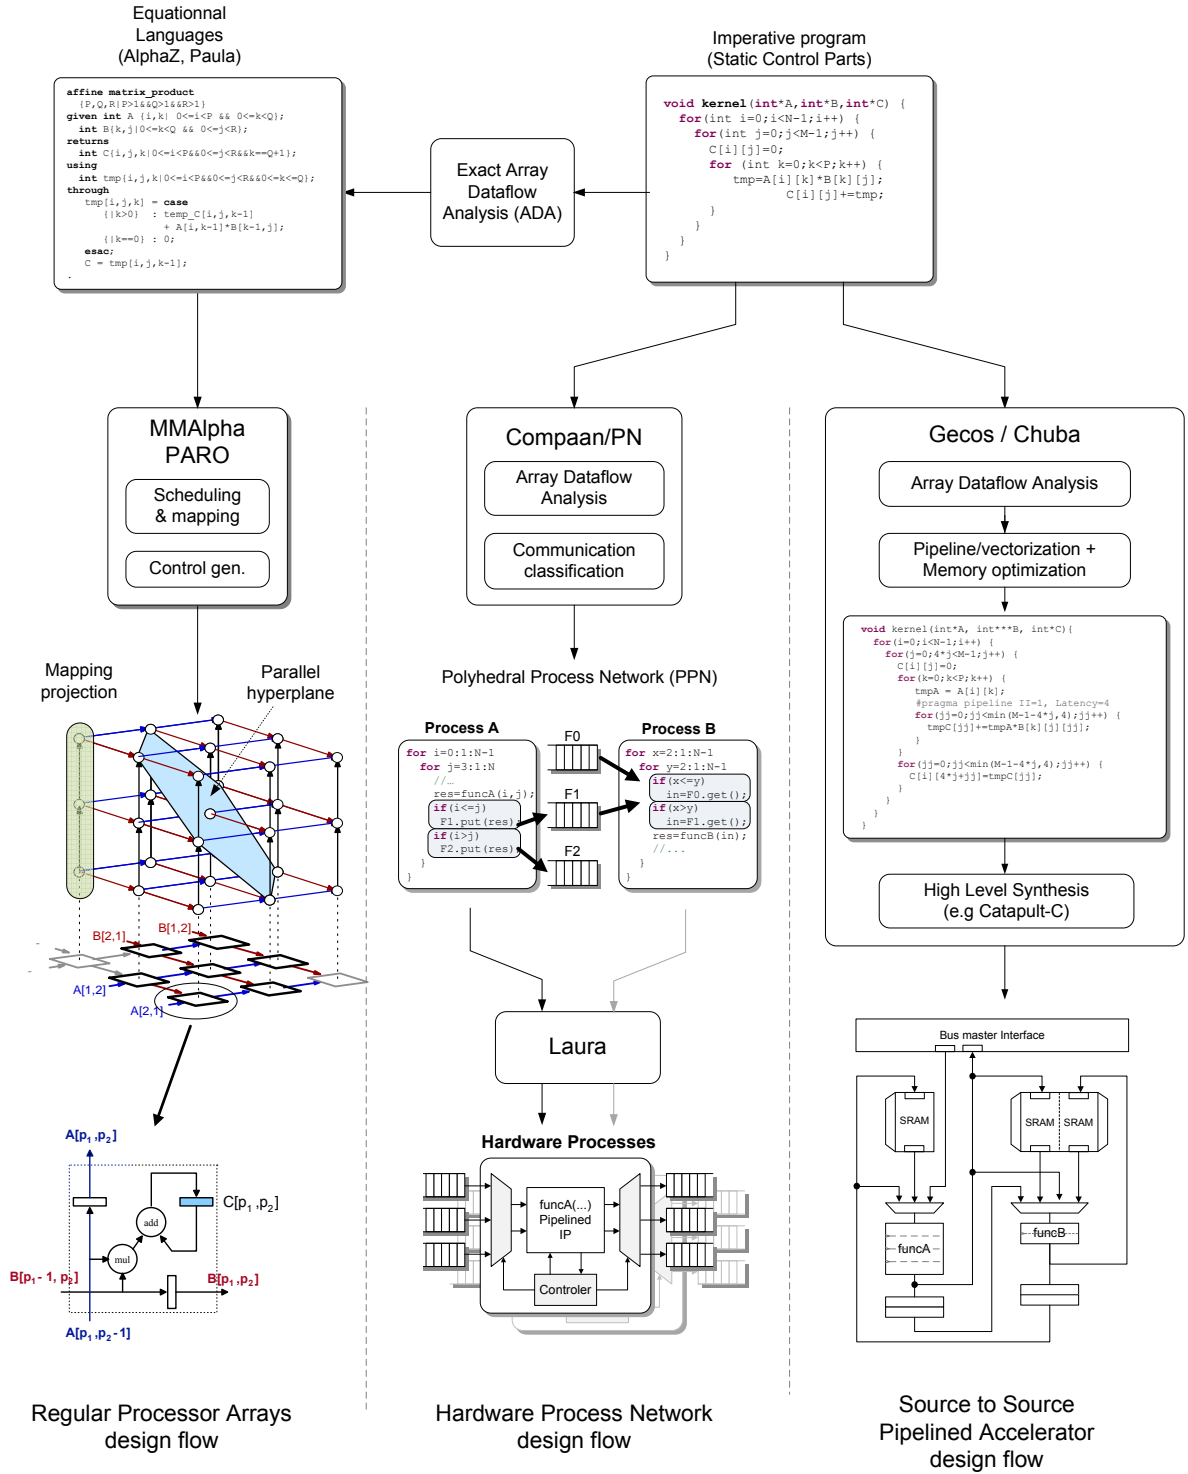 Equationnal
Languages
(AlphaZ, Paula)
affine matrix_product
{P,Q,R|P>1&&Q>1&&R>1}
given int A {i,k| 0<=i<P && 0<=k<Q};
int B{k,j|0<=k<Q && 0<=j<R};
returns
int C{i,j,k|0<=i<P&&0<=j<R&&k==Q+1};
using
int tmp{i,j,k|0<=i<P&&0<=j<R&&0<=k<=Q};
through
tmp[i,j,k] = case
{|k>0} : temp_C[i,j,k-1]
+ A[i,k-1]*B[k-1,j];
{|k==0} : 0;
esac;
C = tmp[i,j,k-1];
.
Exact Array
Dataflow
Analysis (ADA)
Imperative program
(Static Control Parts)
void kernel(int*A,int*B,int*C) {
for(int i=0;i<N-1;i++) {
for(int j=0;j<M-1;j++) {
C[i][j]=0;
for (int k=0;k<P;k++) {
tmp=A[i][k]*B[k][j];
C[i][j]+=tmp;
}
}
}
}
MMAlpha
PARO
Scheduling
& mapping
Control gen.
Mapping
projection
Parallel
hyperplane
B[2,1]
B[1,2]
A[1,2]
A[2,1]
A[p1,p2]
C[p1,p2]
add
mul
B[p1-1, p2]
B[p1,p2]
A[p1,p2-1]
Regular Processor Arrays
design flow
Compaan/PN
Array Dataflow
Analysis
Communication
classification
Polyhedral Process Network (PPN)
Process A
for i=0:1:N-1
for j=3:1:N
//…
res=funcA(i,j);
if(i<=j)
F1.put(res)
if(i>j)
F2.put(res)
}
}
F0
F1
F2
Process B
for x=2:1:N-1
for y=2:1:N-1
if(x<=y)
in=F0.get();
if(x>y)
in=F1.get();
res=funcB(in);
//...
}
}
Laura
Hardware Processes
funcA(...)
Pipelined
IP
Controler
Hardware Process Network
design flow
Gecos / Chuba
Array Dataflow Analysis
Pipeline/vectorization +
Memory optimization
void kernel(int*A, int***B, int*C){
for(i=0;i<N-1;i++) {
for(j=0;4*j<M-1;j++) {
C[i][j]=0;
for(k=0;k<P;k++) {
tmpA = A[i][k];
#pragma pipeline II=1, Latency=4
for(jj=0;jj<min(M-1-4*j,4);jj++) {
tmpC[jj]+=tmpA*B[k][j][jj];
}
}
for(jj=0;jj<min(M-1-4*j,4);jj++) {
C[i][4*j+jj]=tmpC[jj];
}
}
}
High Level Synthesis
(e.g Catapult-C)
Bus master Interface
SRAM
SRAM
SRAM
funcA
funcB
Source to Source
Pipelined Accelerator
design flow